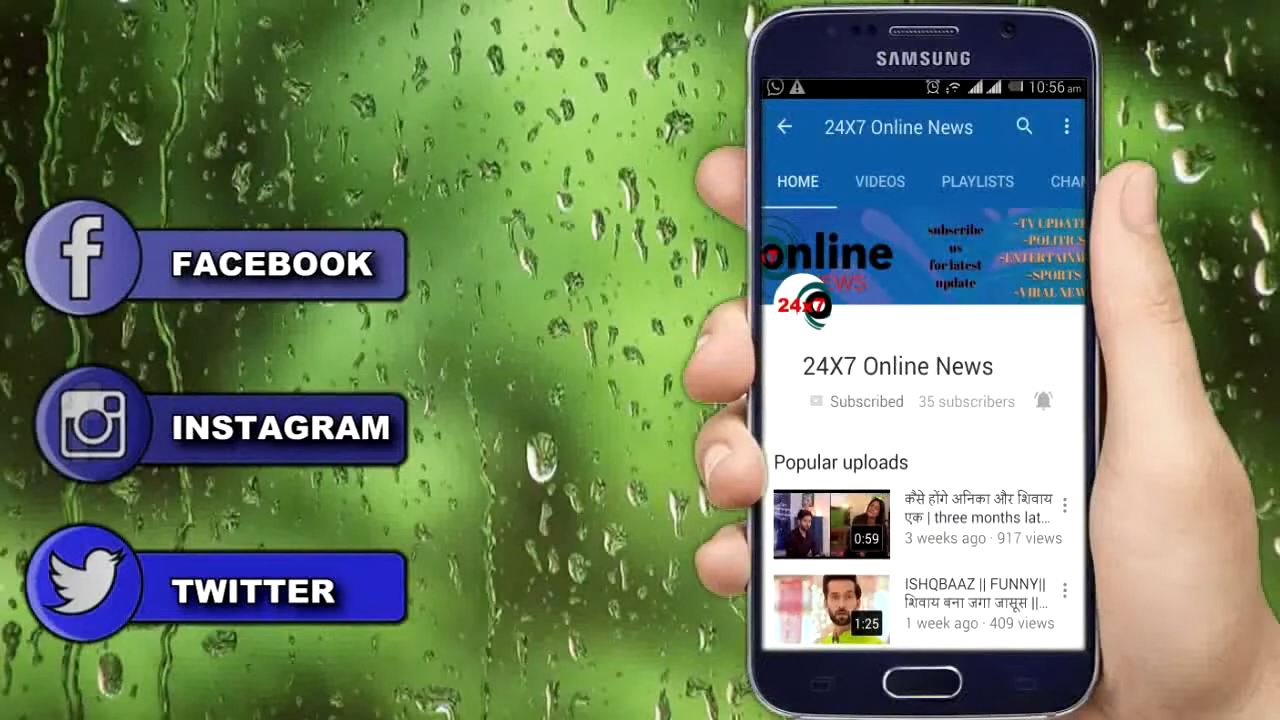 FACEBOOK
INSTAGRAM
TWITTER
SAMSUNG
10:56 am
24X7 Online News
HOME VIDEOS PLAYLISTS CHAN
online
NEWS
subscribe
us
for latest
update
~TV UPDATE
~POLITICS
~ENTERTAINM
~SPORTS
~VIRAL NEW
24x7
24X7 Online News
Subscribed 35 subscribers
Popular uploads
0:59
कैसे होंगे अनिका और शिवाय
एक | three months lat...
3 weeks ago · 917 views
1:25
ISHQBAAZ || FUNNY||
शिवाय बना जगा जासूस ||...
1 week ago · 409 views